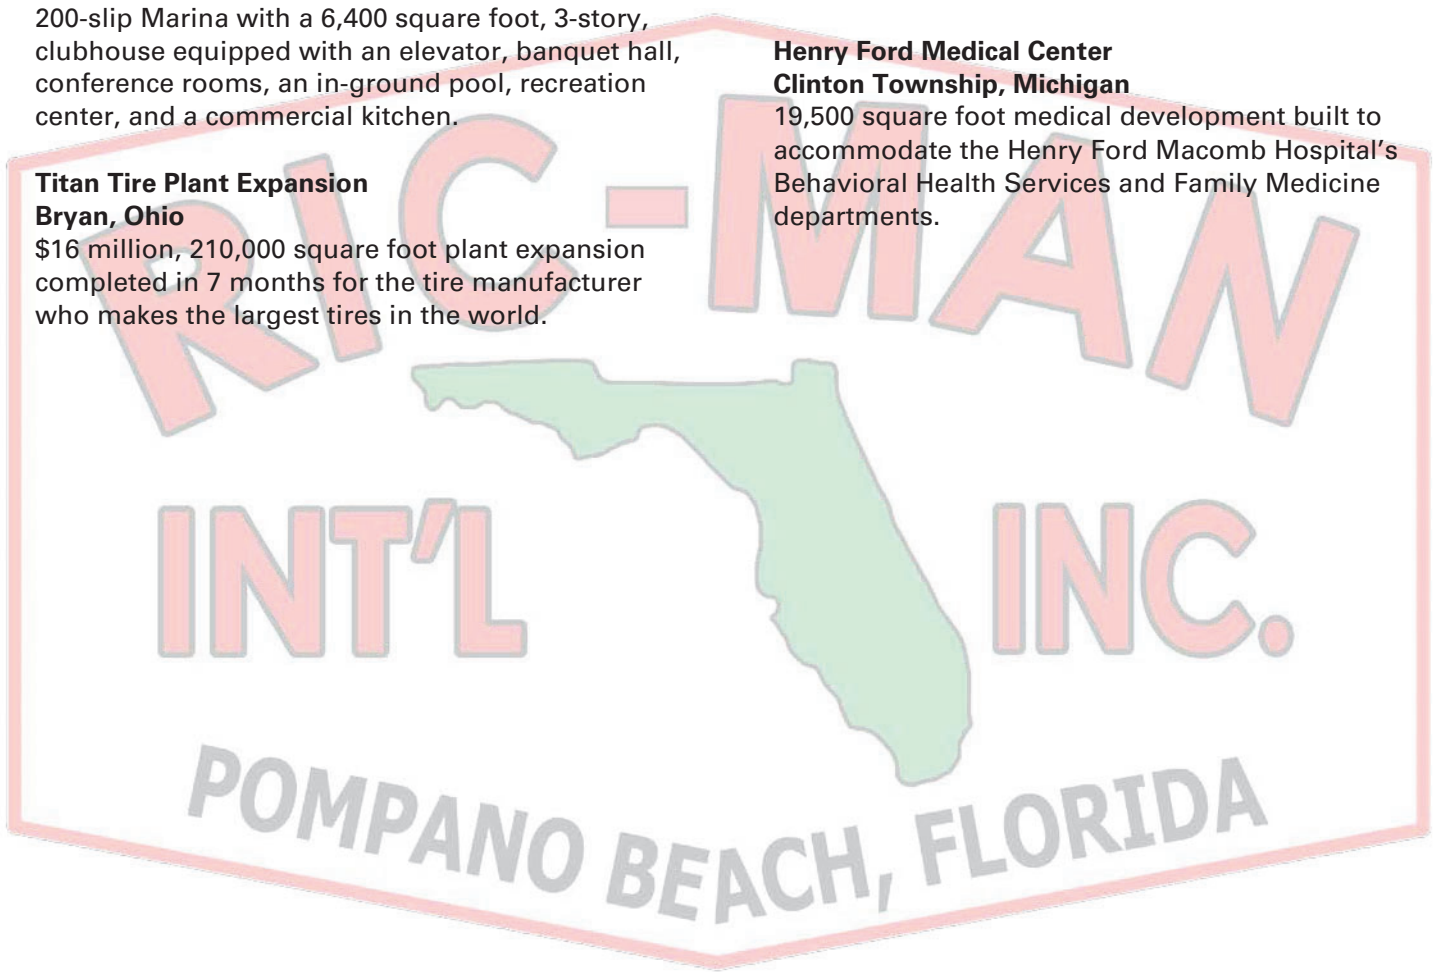 200-slip Marina with a 6,400 square foot, 3-story,
clubhouse equipped with an elevator, banquet hall,
conference rooms, an in-ground pool, recreation
center, and a commercial kitchen.
Titan Tire Plant Expansion
Bryan, Ohio
$16 million, 210,000 square foot plant expansion
completed in 7 months for the tire manufacturer
who makes the largest tires in the world.
Henry Ford Medical Center
Clinton Township, Michigan
19,500 square foot medical development built to
accommodate the Henry Ford Macomb Hospital's
Behavioral Health Services and Family Medicine
departments.
RIC-MAN
INT'L INC.
POMPANO BEACH, FLORIDA